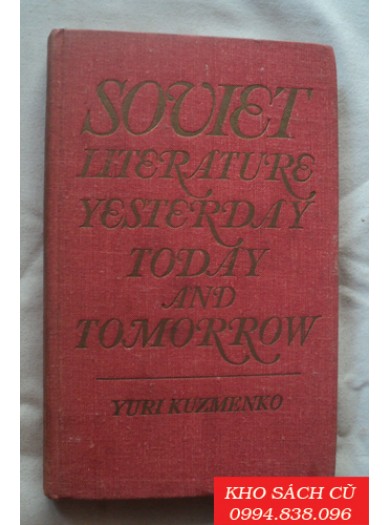 SOVIET
LITERATURE
YESTERDAY
TODAY
AND
TOMORROW
YURI KUZMENKO
KHO SÁCH CŨ
0994.838.096